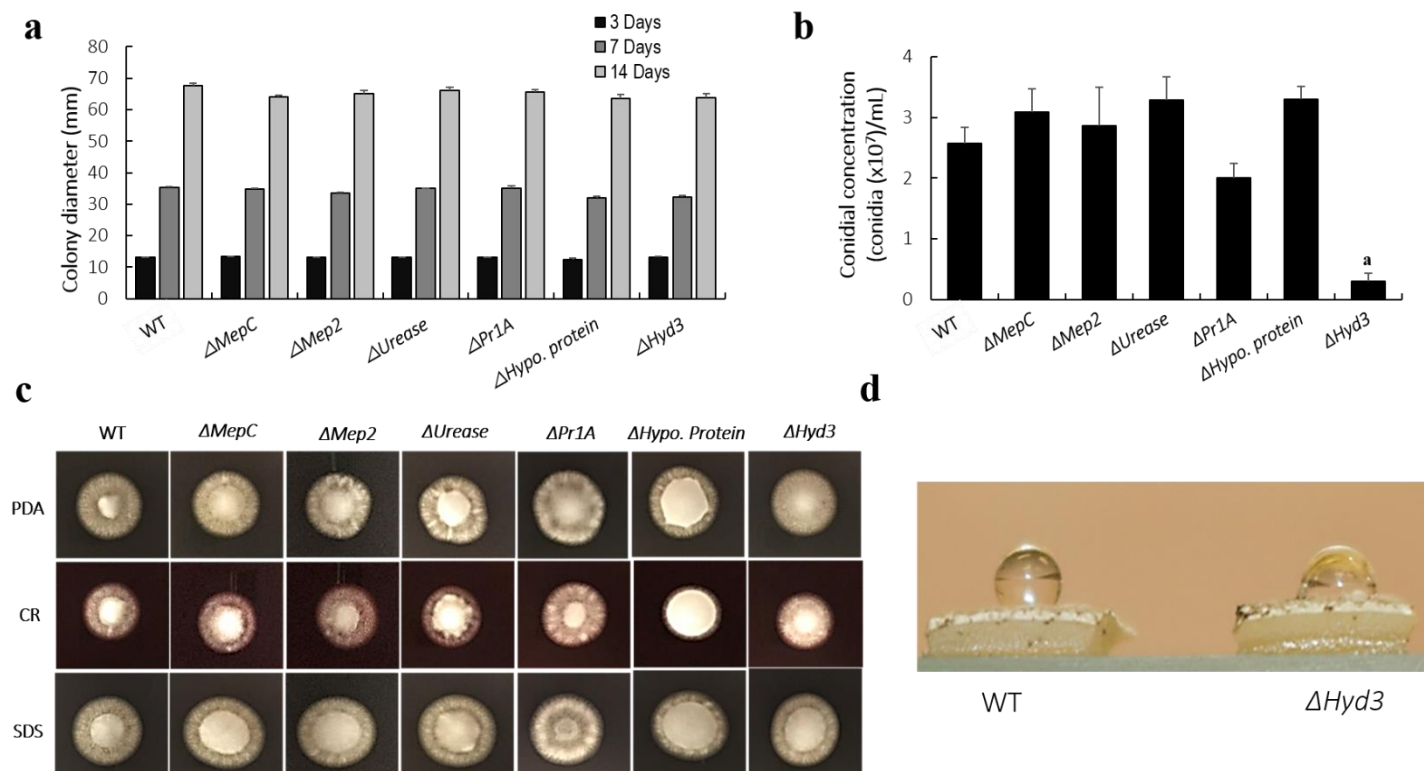 a
3 Days
7 Days
14 Days
Colony diameter (mm)
80
70
60
50
40
30
20
10
0
WT
ΔMepC
ΔMep2
ΔUrease
ΔPr1A
ΔHypo. protein
ΔHyd3
b
Conidial concentration
(conidia (x10⁷)/mL)
4
3
2
1
0
a
WT
ΔMepC
ΔMep2
ΔUrease
ΔPr1A
ΔHypo. protein
ΔHyd3
c
WT ΔMepC ΔMep2 ΔUrease ΔPr1A ΔHypo. Protein ΔHyd3
PDA
CR
SDS
d
WT ΔHyd3